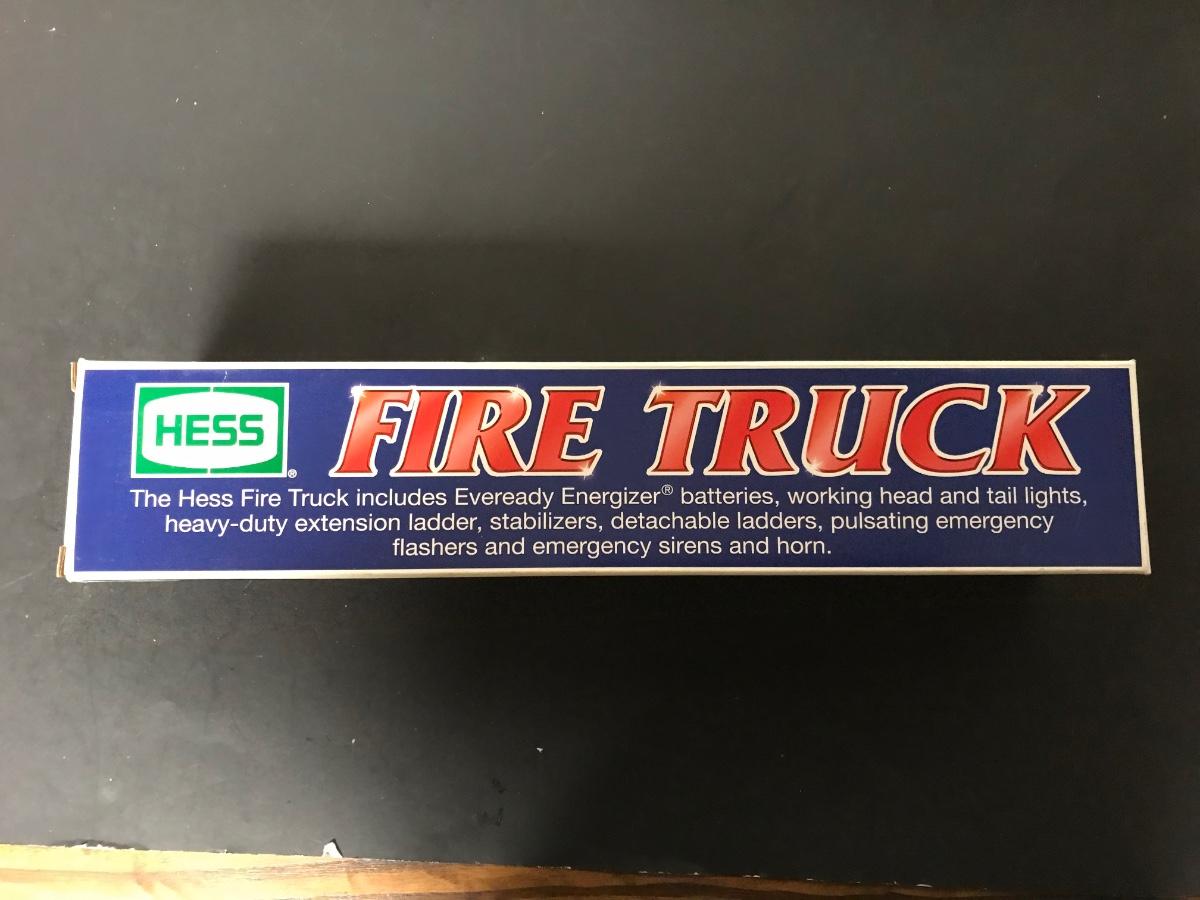 HESS ®
FIRE TRUCK
The Hess Fire Truck includes Eveready Energizer® batteries, working head and tail lights,
heavy-duty extension ladder, stabilizers, detachable ladders, pulsating emergency
flashers and emergency sirens and horn.